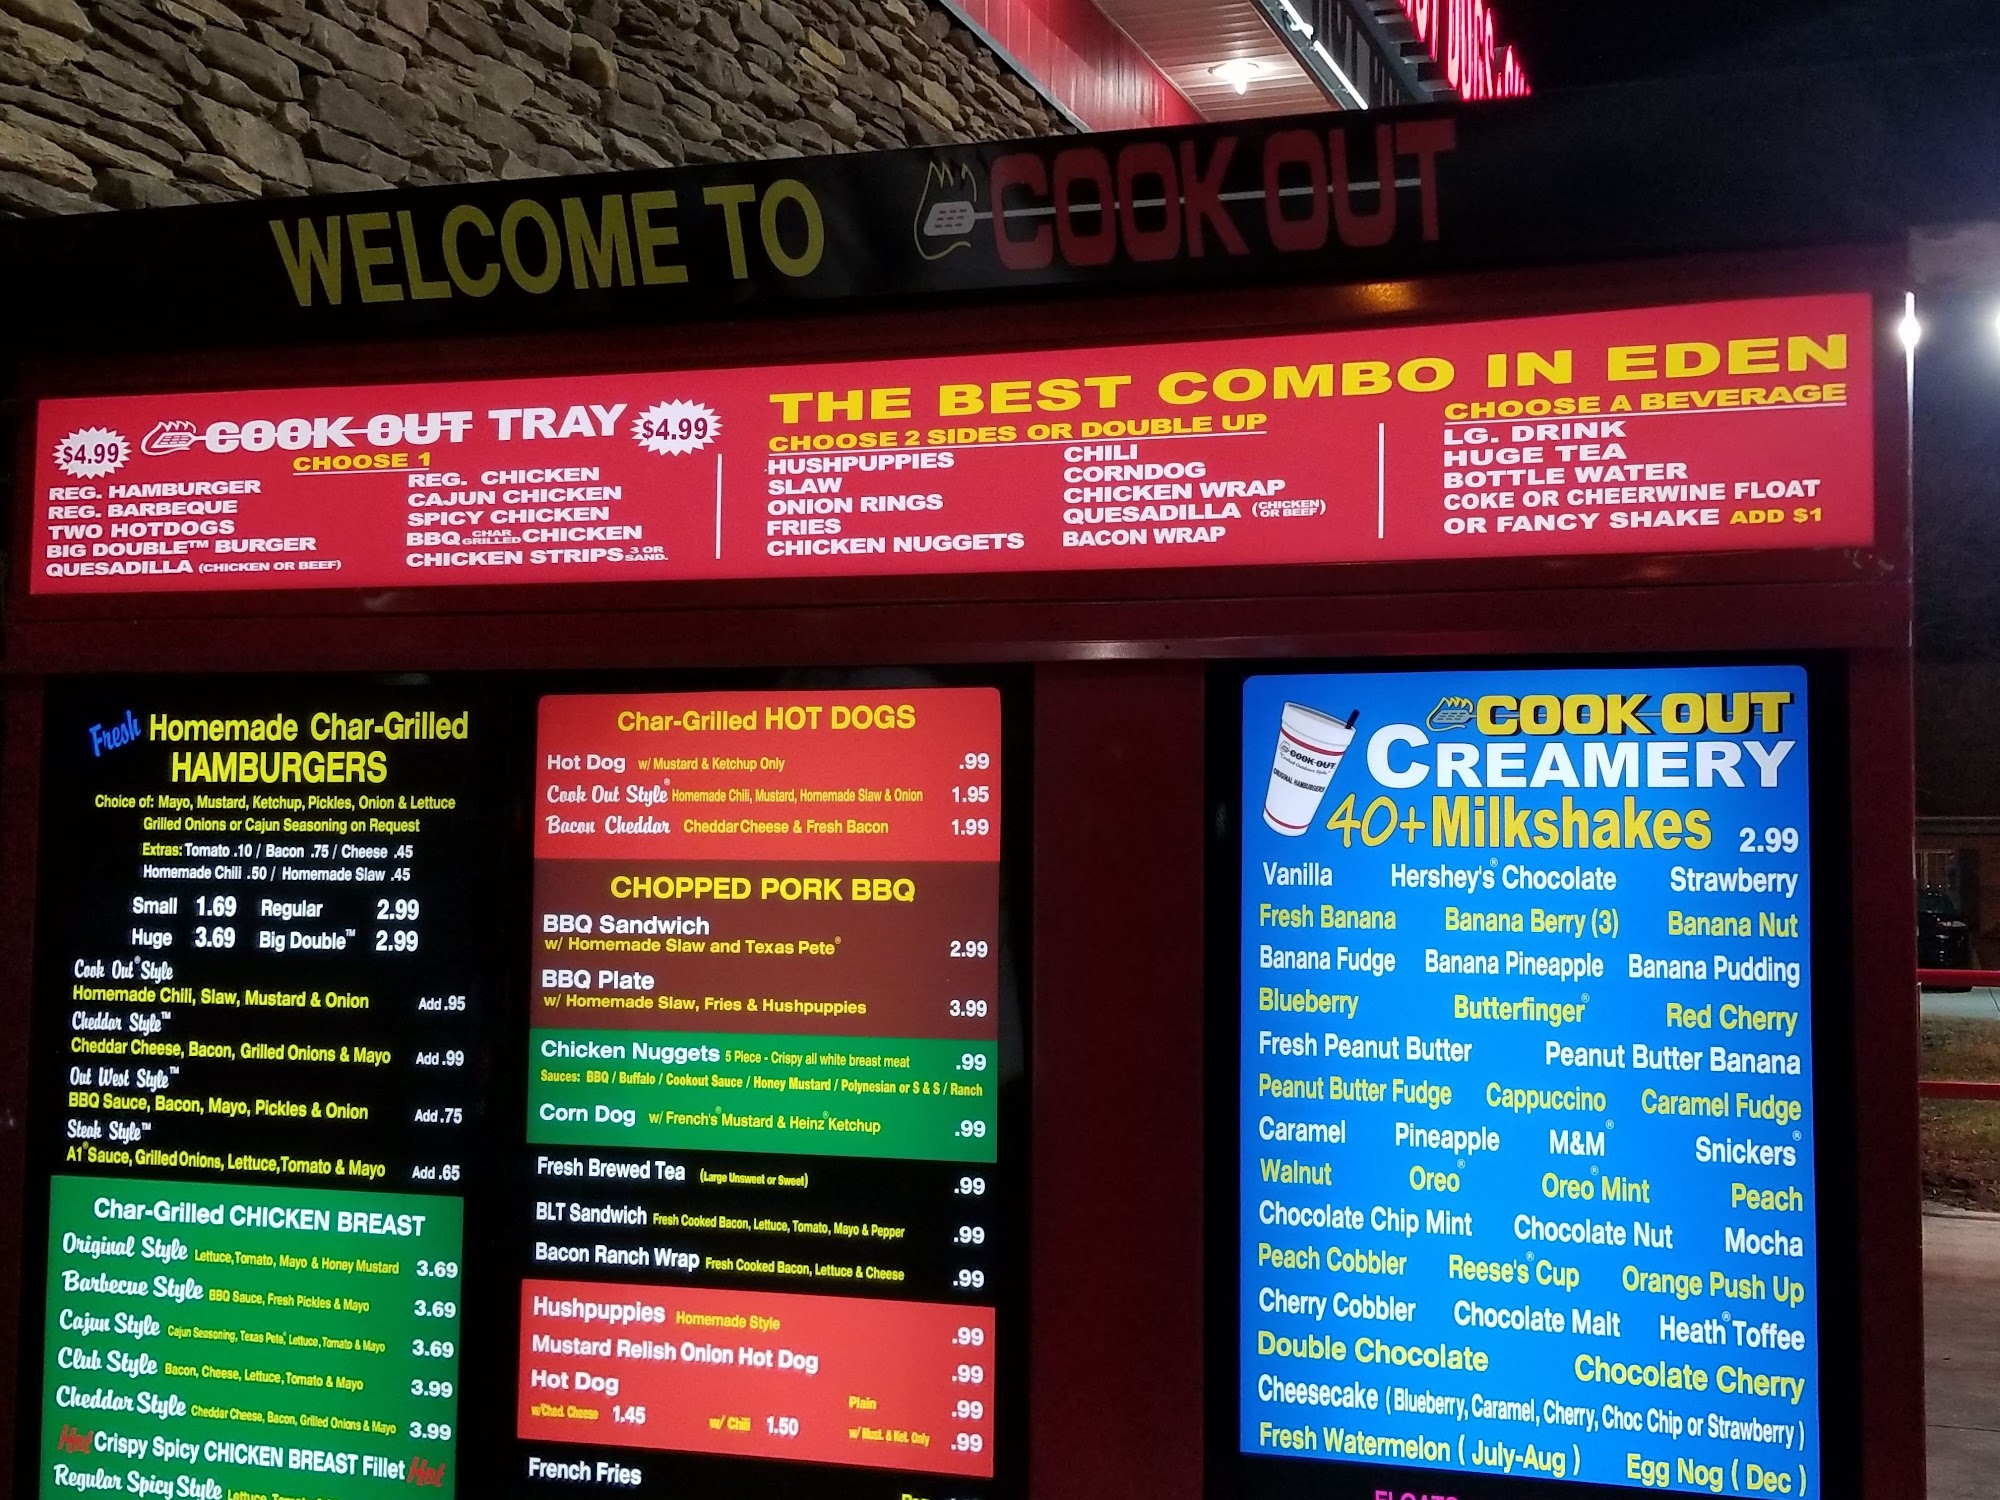 HOT DOGS
WELCOME TO COOK OUT
$4.99 COOK OUT TRAY $4.99
CHOOSE 1
REG. HAMBURGER
REG. BARBEQUE
TWO HOTDOGS
BIG DOUBLE™ BURGER
QUESADILLA (CHICKEN OR BEEF)
REG. CHICKEN
CAJUN CHICKEN
SPICY CHICKEN
BBQ CHAR GRILLED CHICKEN
CHICKEN STRIPS 3 OR SAND.
THE BEST COMBO IN EDEN
CHOOSE 2 SIDES OR DOUBLE UP
HUSHPUPPIES
SLAW
ONION RINGS
FRIES
CHICKEN NUGGETS
CHILI
CORNDOG
CHICKEN WRAP
QUESADILLA (CHICKEN OR BEEF)
BACON WRAP
CHOOSE A BEVERAGE
LG. DRINK
HUGE TEA
BOTTLE WATER
COKE OR CHEERWINE FLOAT
OR FANCY SHAKE ADD $1
Fresh Homemade Char-Grilled
HAMBURGERS
Choice of: Mayo, Mustard, Ketchup, Pickles, Onion & Lettuce
Grilled Onions or Cajun Seasoning on Request
Extras: Tomato .10 / Bacon .75 / Cheese .45
Homemade Chili .50 / Homemade Slaw .45
Small 1.69 Regular 2.99
Huge 3.69 Big Double™ 2.99
Cook Out® Style
Homemade Chili, Slaw, Mustard & Onion Add .95
Cheddar Style™
Cheddar Cheese, Bacon, Grilled Onions & Mayo Add .99
Out West Style™
BBQ Sauce, Bacon, Mayo, Pickles & Onion Add .75
Steak Style™
A1® Sauce, Grilled Onions, Lettuce, Tomato & Mayo Add .65
Char-Grilled CHICKEN BREAST
Original Style Lettuce, Tomato, Mayo & Honey Mustard 3.69
Barbecue Style BBQ Sauce, Fresh Pickles & Mayo 3.69
Cajun Style Cajun Seasoning, Texas Pete®, Lettuce, Tomato & Mayo 3.69
Club Style Bacon, Cheese, Lettuce, Tomato & Mayo 3.99
Cheddar Style Cheddar Cheese, Bacon, Grilled Onions & Mayo 3.99
Hot Crispy Spicy CHICKEN BREAST Fillet Hot
Regular Spicy Style
Char-Grilled HOT DOGS
Hot Dog w/ Mustard & Ketchup Only .99
Cook Out Style® Homemade Chili, Mustard, Homemade Slaw & Onion 1.95
Bacon Cheddar Cheddar Cheese & Fresh Bacon 1.99
CHOPPED PORK BBQ
BBQ Sandwich
w/ Homemade Slaw and Texas Pete® 2.99
BBQ Plate
w/ Homemade Slaw, Fries & Hushpuppies 3.99
Chicken Nuggets 5 Piece - Crispy all white breast meat .99
Sauces: BBQ / Buffalo / Cookout Sauce / Honey Mustard / Polynesian or S & S / Ranch
Corn Dog w/ French's® Mustard & Heinz® Ketchup .99
Fresh Brewed Tea (Large Unsweet or Sweet) .99
BLT Sandwich Fresh Cooked Bacon, Lettuce, Tomato, Mayo & Pepper .99
Bacon Ranch Wrap Fresh Cooked Bacon, Lettuce & Cheese .99
Hushpuppies Homemade Style .99
Mustard Relish Onion Hot Dog .99
Hot Dog Plain .99
w/Ched. Cheese 1.45 w/ Chili 1.50 w/ Must. & Ket. Only .99
French Fries
COOK OUT
CREAMERY
COOK OUT
ORIGINAL HAMBURGERS
40+ Milkshakes 2.99
Vanilla Hershey's® Chocolate Strawberry
Fresh Banana Banana Berry (3) Banana Nut
Banana Fudge Banana Pineapple Banana Pudding
Blueberry Butterfinger® Red Cherry
Fresh Peanut Butter Peanut Butter Banana
Peanut Butter Fudge Cappuccino Caramel Fudge
Caramel Pineapple M&M® Snickers®
Walnut Oreo® Oreo® Mint Peach
Chocolate Chip Mint Chocolate Nut Mocha
Peach Cobbler Reese's® Cup Orange Push Up
Cherry Cobbler Chocolate Malt Heath® Toffee
Double Chocolate Chocolate Cherry
Cheesecake ( Blueberry, Caramel, Cherry, Choc Chip or Strawberry )
Fresh Watermelon ( July-Aug ) Egg Nog ( Dec )
FLOATS